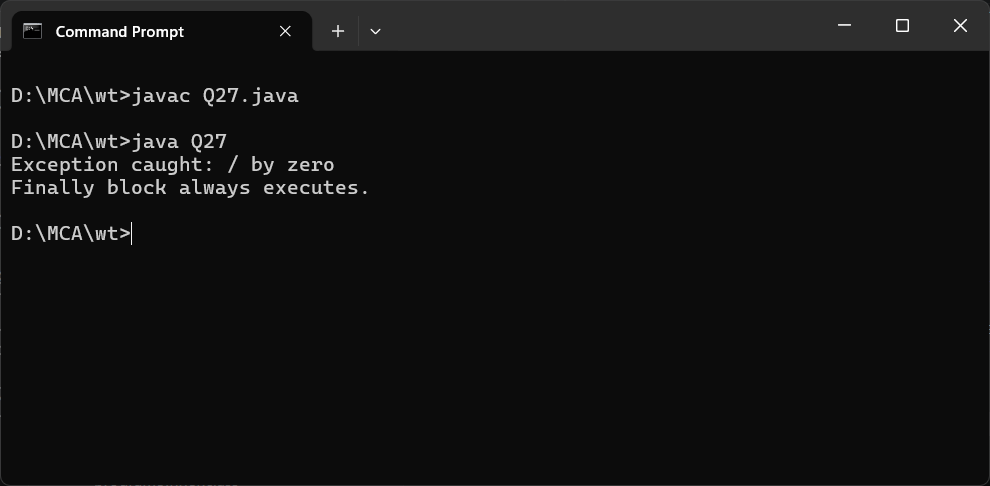 Command Prompt
D:\MCA\wt>javac Q27.java
D:\MCA\wt>java Q27
Exception caught: / by zero
Finally block always executes.
D:\MCA\wt>